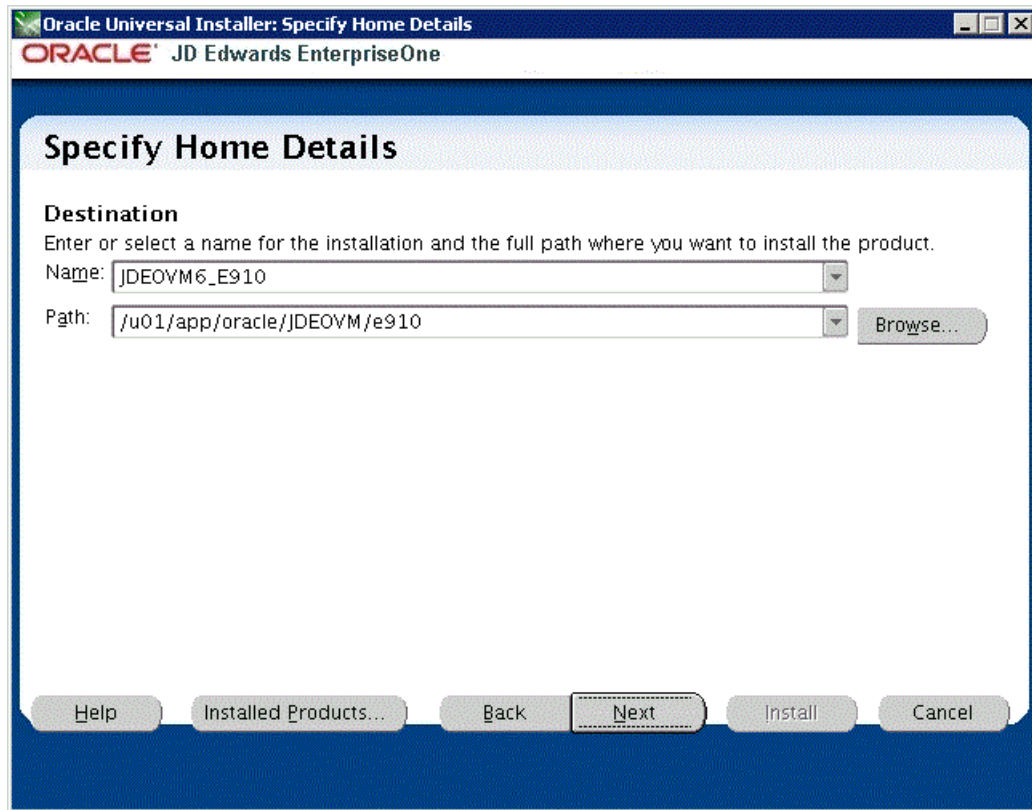 Oracle Universal Installer: Specify Home Details
ORACLE JD Edwards EnterpriseOne
Specify Home Details
Destination
Enter or select a name for the installation and the full path where you want to install the product.
Name: JDEOVM6_E910
Path: /u01/app/oracle/JDEOVM/e910 Browse...
Help Installed Products... Back Next Install Cancel